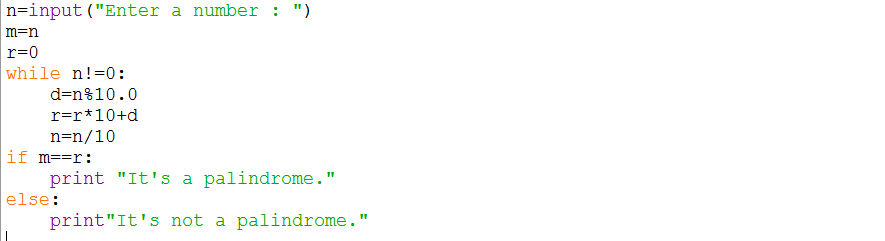 n=input("Enter a number : ")
m=n
r=0
while n!=0:
    d=n%10.0
    r=r*10+d
    n=n/10
if m==r:
    print "It's a palindrome."
else:
    print"It's not a palindrome."